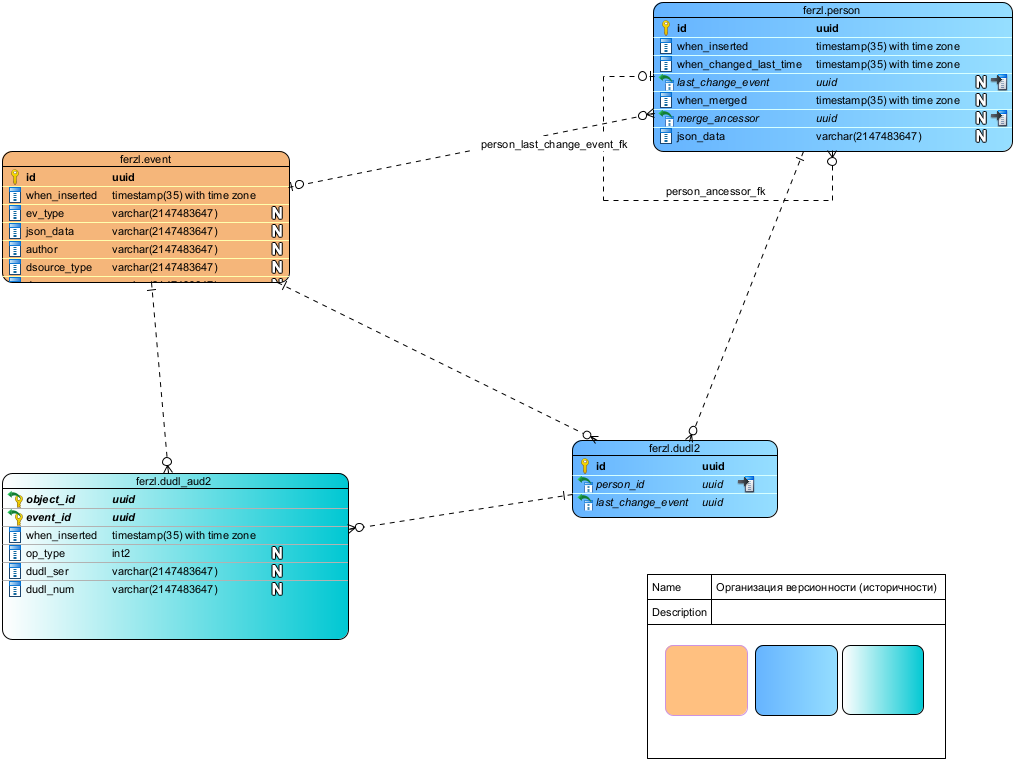 ferzl.person
id uuid
when_inserted timestamp(35) with time zone
when_changed_last_time timestamp(35) with time zone
last_change_event uuid N
when_merged timestamp(35) with time zone N
merge_ancessor uuid N
json_data varchar(2147483647) N
person_last_change_event_fk
person_ancessor_fk
ferzl.event
id uuid
when_inserted timestamp(35) with time zone
ev_type varchar(2147483647) N
json_data varchar(2147483647) N
author varchar(2147483647) N
dsource_type varchar(2147483647) N
ferzl.dudl2
id uuid
person_id uuid
last_change_event uuid
ferzl.dudl_aud2
object_id uuid
event_id uuid
when_inserted timestamp(35) with time zone
op_type int2 N
dudl_ser varchar(2147483647) N
dudl_num varchar(2147483647) N
Name Организация версионности (историчности)
Description